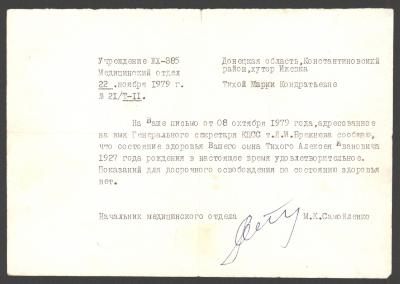 Учреждение ЖХ-385
Медицинский отдел
22 ноября 1979 г.
№ 21/Т-11.
Донецкая область,Константиновский
район,хутор Ижевка
Тихой Марии Кондратьевне
На Ваше письмо от 08 октября 1979 года,адресованное
на имя Генерального секретаря КПСС т.Л.И.Брежнева сообщаю,
что состояние здоровья Вашего сына Тихого Алексея Ивановича
1927 года рождения в настоящее время удовлетворительное.
Показаний для досрочного освобождения по состоянию здоровья
нет.
Начальник медицинского отдела М.К.Самойленко